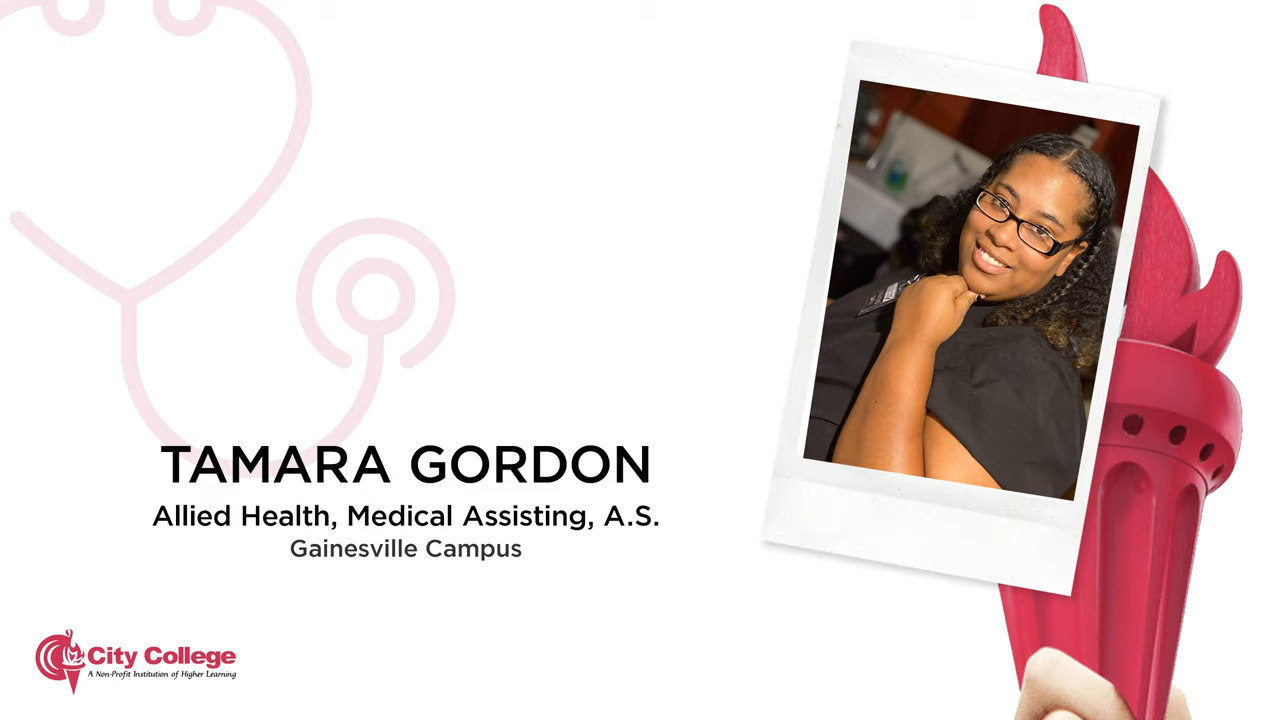 TAMARA GORDON
Allied Health, Medical Assisting, A.S.
Gainesville Campus
City College
A Non-Profit Institution of Higher Learning